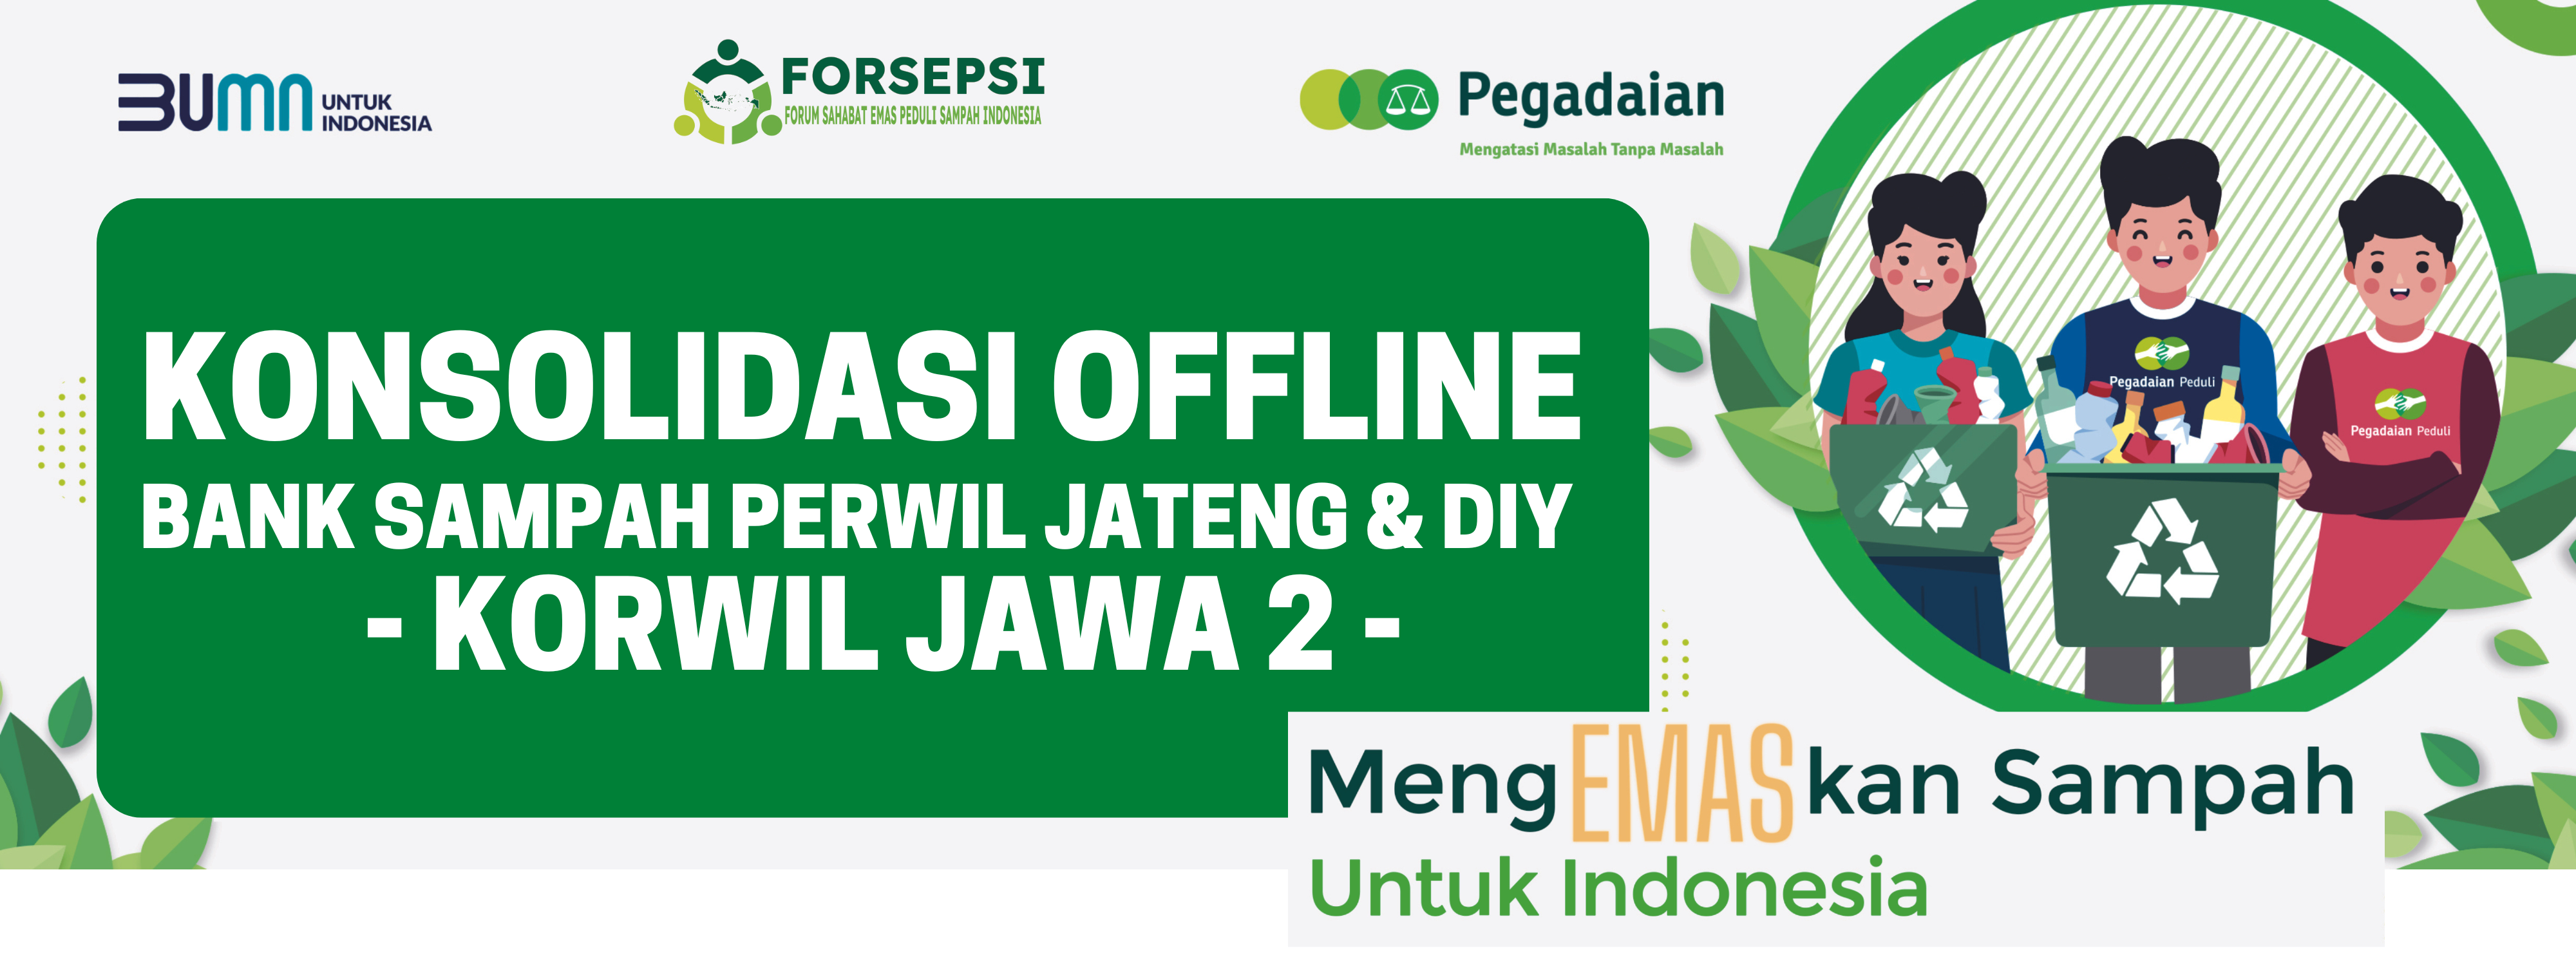 BUMN UNTUK
INDONESIA
FORSEPSI
FORUM SAHABAT EMAS PEDULI SAMPAH INDONESIA
Pegadaian
Mengatasi Masalah Tanpa Masalah
KONSOLIDASI OFFLINE
BANK SAMPAH PERWIL JATENG & DIY
- KORWIL JAWA 2 -
Pegadaian Peduli
Pegadaian Peduli
MengEMASkan Sampah
Untuk Indonesia